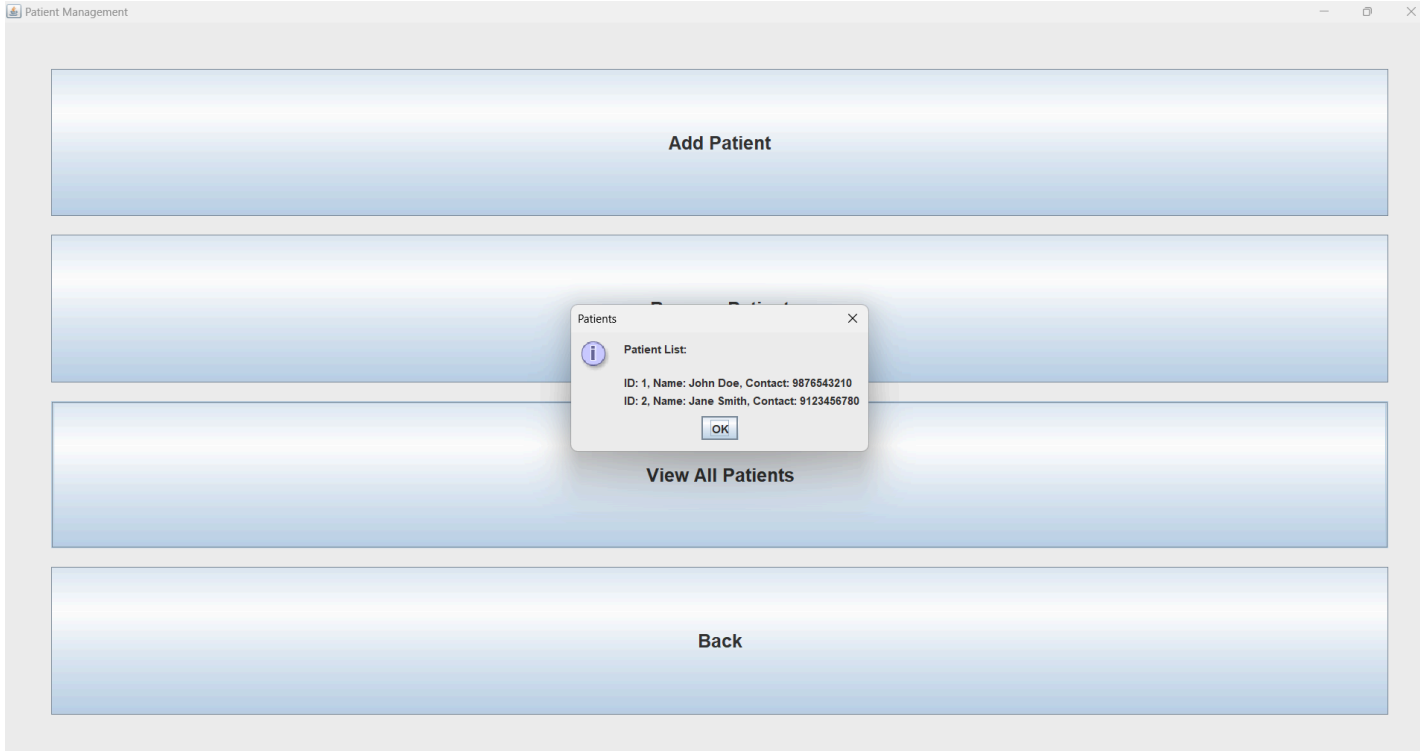 Patient Management
Add Patient
Patients
Patient List:
ID: 1, Name: John Doe, Contact: 9876543210
ID: 2, Name: Jane Smith, Contact: 9123456780
OK
View All Patients
Back